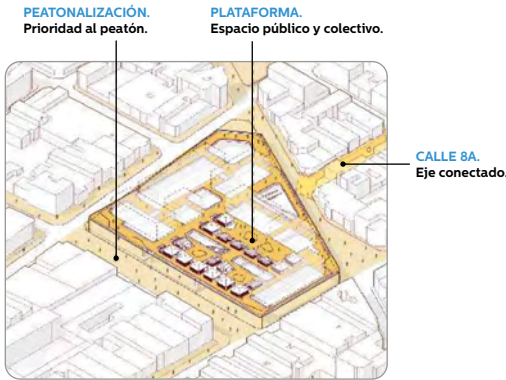 PEATONALIZACIÓN.
Prioridad al peatón.
PLATAFORMA.
Espacio público y colectivo.
CALLE 8A.
Eje conectado.